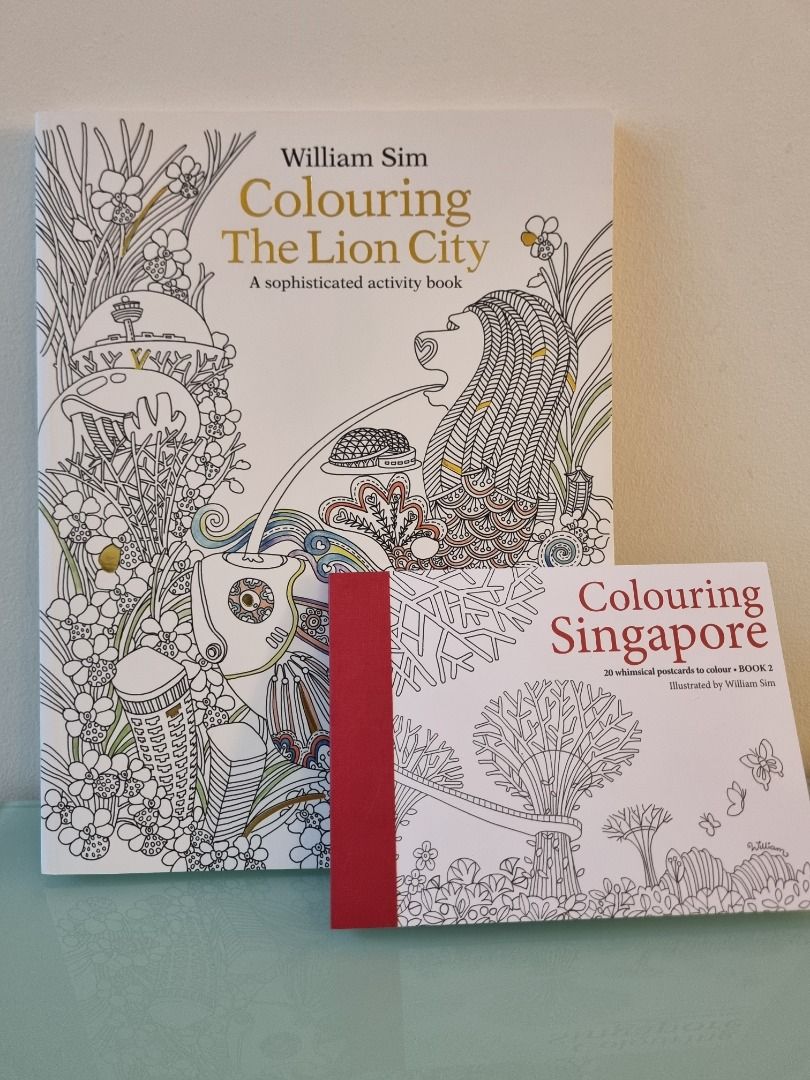 William Sim
Colouring
The Lion City
A sophisticated activity book
Colouring
Singapore
20 whimsical postcards to colour • BOOK 2
Illustrated by William Sim
William